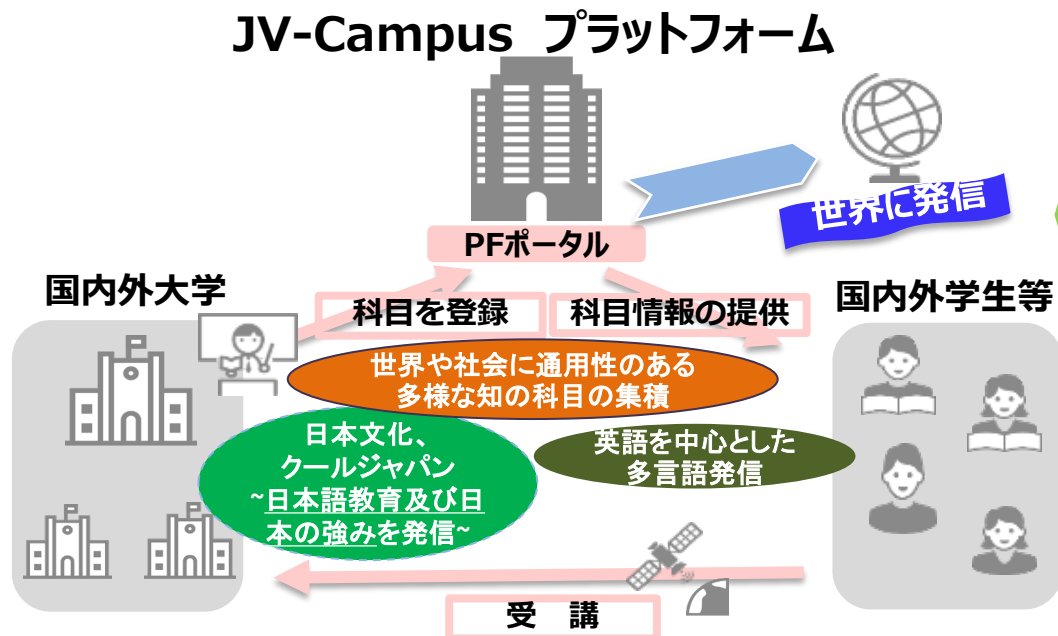 JV-Campus プラットフォーム
世界に発信
PFポータル
国内外大学
国内外学生等
科目を登録
科目情報の提供
世界や社会に通用性のある
多様な知の科目の集積
日本文化、
クールジャパン
~日本語教育及び日
本の強みを発信~
英語を中心とした
多言語発信
受　講